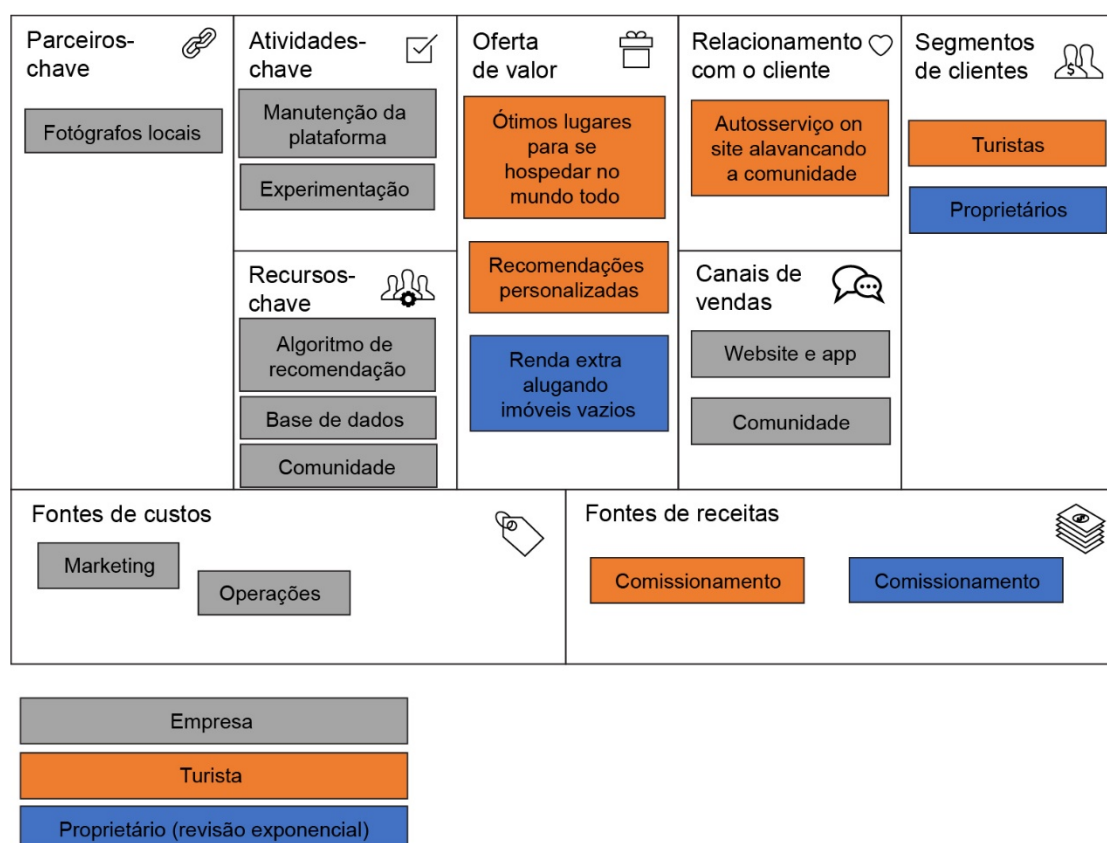 Parceiros-
chave
Fotógrafos locais
Atividades-
chave
Manutenção da
plataforma
Experimentação
Recursos-
chave
Algoritmo de
recomendação
Base de dados
Comunidade
Oferta
de valor
Ótimos lugares
para se
hospedar no
mundo todo
Recomendações
personalizadas
Renda extra
alugando
imóveis vazios
Relacionamento
com o cliente
Autosserviço on
site alavancando
a comunidade
Canais de
vendas
Website e app
Comunidade
Segmentos
de clientes
Turistas
Proprietários
Fontes de custos
Marketing
Operações
Fontes de receitas
Comissionamento
Comissionamento
Empresa
Turista
Proprietário (revisão exponencial)